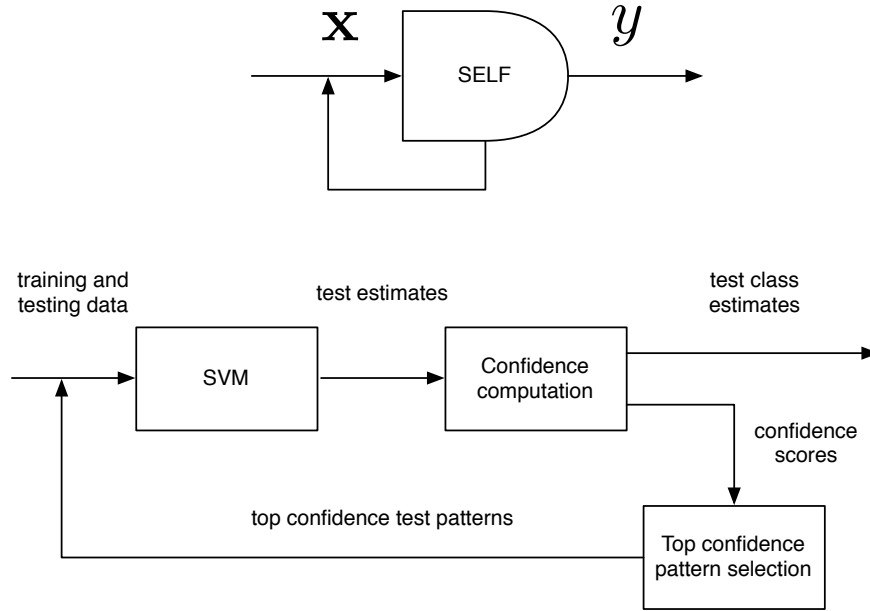 x
y
SELF
training and
testing data
test estimates
test class
estimates
SVM
Confidence
computation
confidence
scores
top confidence test patterns
Top confidence
pattern selection